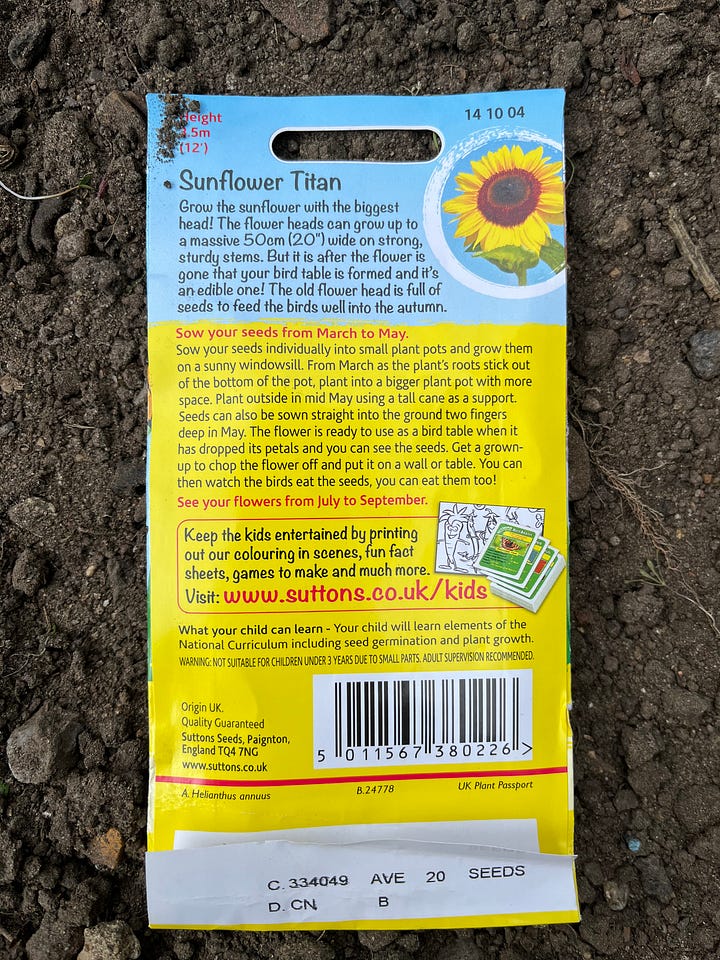 Height
3.5m
(12')
14 10 04
Sunflower Titan
Grow the sunflower with the biggest
head! The flower heads can grow up to
a massive 50cm (20") wide on strong,
sturdy stems. But it is after the flower is
gone that your bird table is formed and it's
an edible one! The old flower head is full of
seeds to feed the birds well into the autumn.
Sow your seeds from March to May.
Sow your seeds individually into small plant pots and grow them
on a sunny windowsill. From March as the plant's roots stick out
of the bottom of the pot, plant into a bigger plant pot with more
space. Plant outside in mid May using a tall cane as a support.
Seeds can also be sown straight into the ground two fingers
deep in May. The flower is ready to use as a bird table when it
has dropped its petals and you can see the seeds. Get a grown-
up to chop the flower off and put it on a wall or table. You can
then watch the birds eat the seeds, you can eat them too!
See your flowers from July to September.
Keep the kids entertained by printing
out our colouring in scenes, fun fact
sheets, games to make and much more.
Visit: www.suttons.co.uk/kids
What your child can learn - Your child will learn elements of the
National Curriculum including seed germination and plant growth.
WARNING: NOT SUITABLE FOR CHILDREN UNDER 3 YEARS DUE TO SMALL PARTS. ADULT SUPERVISION RECOMMENDED.
Origin UK.
Quality Guaranteed
Suttons Seeds, Paignton,
England TQ4 7NG
www.suttons.co.uk
5 011567 380226 >
A. Helianthus annuus
B.24778
UK Plant Passport
C. 334049 AVE 20 SEEDS
D. CN B